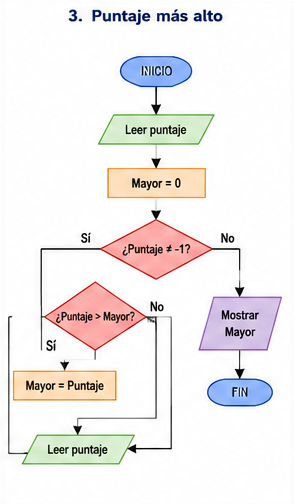 3. Puntaje más alto
INICIO
Leer puntaje
Mayor = 0
¿Puntaje ≠ -1?
Sí
No
¿Puntaje > Mayor?
No
Sí
Mostrar
Mayor
Mayor = Puntaje
FIN
Leer puntaje